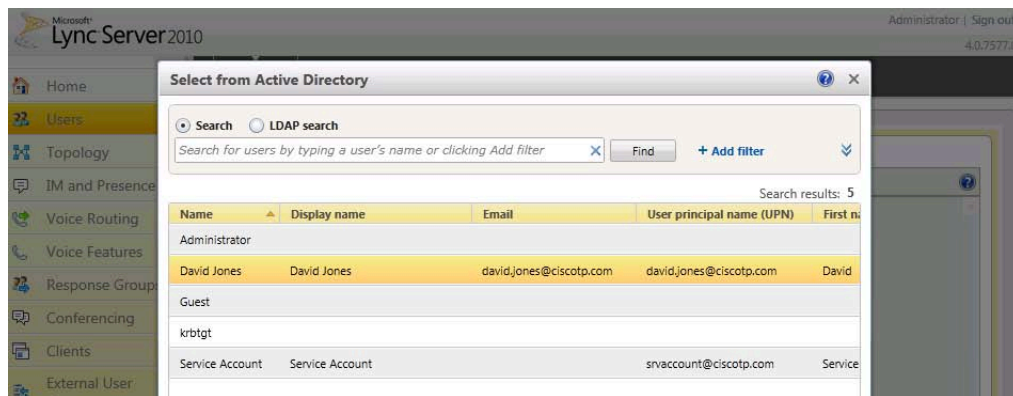 Microsoft
Lync Server 2010
Administrator | Sign out
4.0.7577.
Home
Users
Topology
IM and Presence
Voice Routing
Voice Features
Response Group
Conferencing
Clients
External User
Select from Active Directory
Search LDAP search
Search for users by typing a user's name or clicking Add filter
Find + Add filter
Search results: 5
Name Display name Email User principal name (UPN) First na
Administrator
David Jones David Jones david.jones@ciscotp.com david.jones@ciscotp.com David
Guest
krbtgt
Service Account Service Account srvaccount@ciscotp.com Service